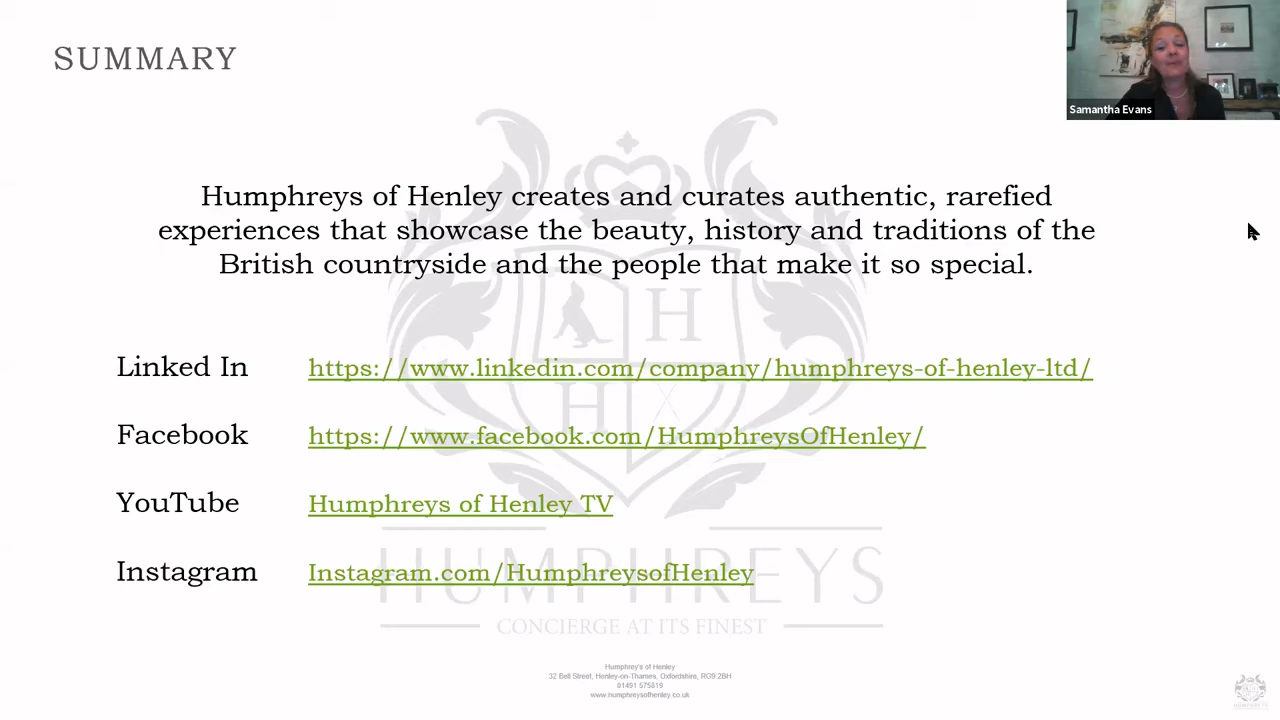 SUMMARY
Samantha Evans
Humphreys of Henley creates and curates authentic, rarefied
experiences that showcase the beauty, history and traditions of the
British countryside and the people that make it so special.
H
H
Linked In https://www.linkedin.com/company/humphreys-of-henley-ltd/
Facebook https://www.facebook.com/HumphreysOfHenley/
YouTube Humphreys of Henley TV
Instagram Instagram.com/HumphreysofHenley
HUMPHREYS
CONCIERGE AT ITS FINEST
Humphrey's of Henley
32 Bell Street, Henley-on-Thames, Oxfordshire, RG9 2BH
01491 575819
www.humphreysofhenley.co.uk